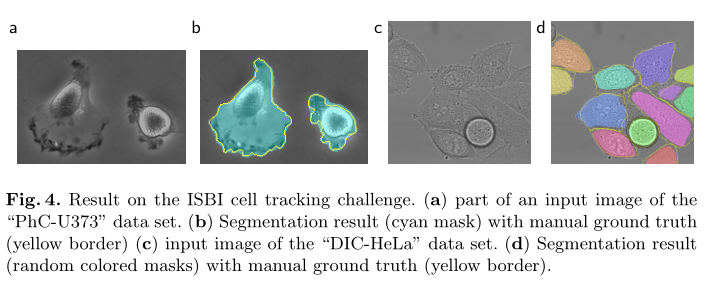 a b c d
Fig. 4. Result on the ISBI cell tracking challenge. (a) part of an input image of the
“PhC-U373” data set. (b) Segmentation result (cyan mask) with manual ground truth
(yellow border) (c) input image of the “DIC-HeLa” data set. (d) Segmentation result
(random colored masks) with manual ground truth (yellow border).